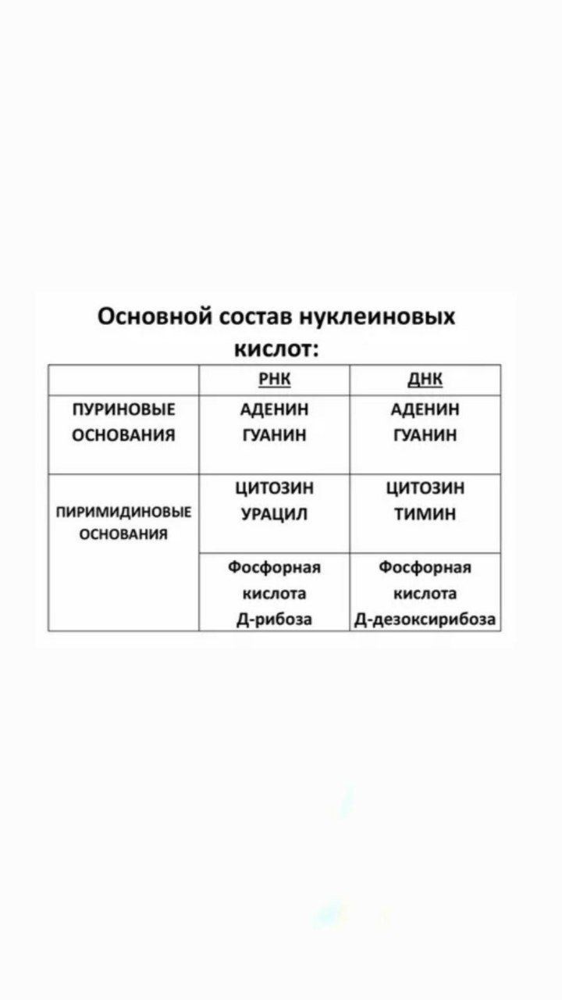 Основной состав нуклеиновых
кислот:
РНК
ДНК
ПУРИНОВЫЕ
ОСНОВАНИЯ
АДЕНИН
ГУАНИН
АДЕНИН
ГУАНИН
ПИРИМИДИНОВЫЕ
ОСНОВАНИЯ
ЦИТОЗИН
УРАЦИЛ
ЦИТОЗИН
ТИМИН
Фосфорная
кислота
Д-рибоза
Фосфорная
кислота
Д-дезоксирибоза